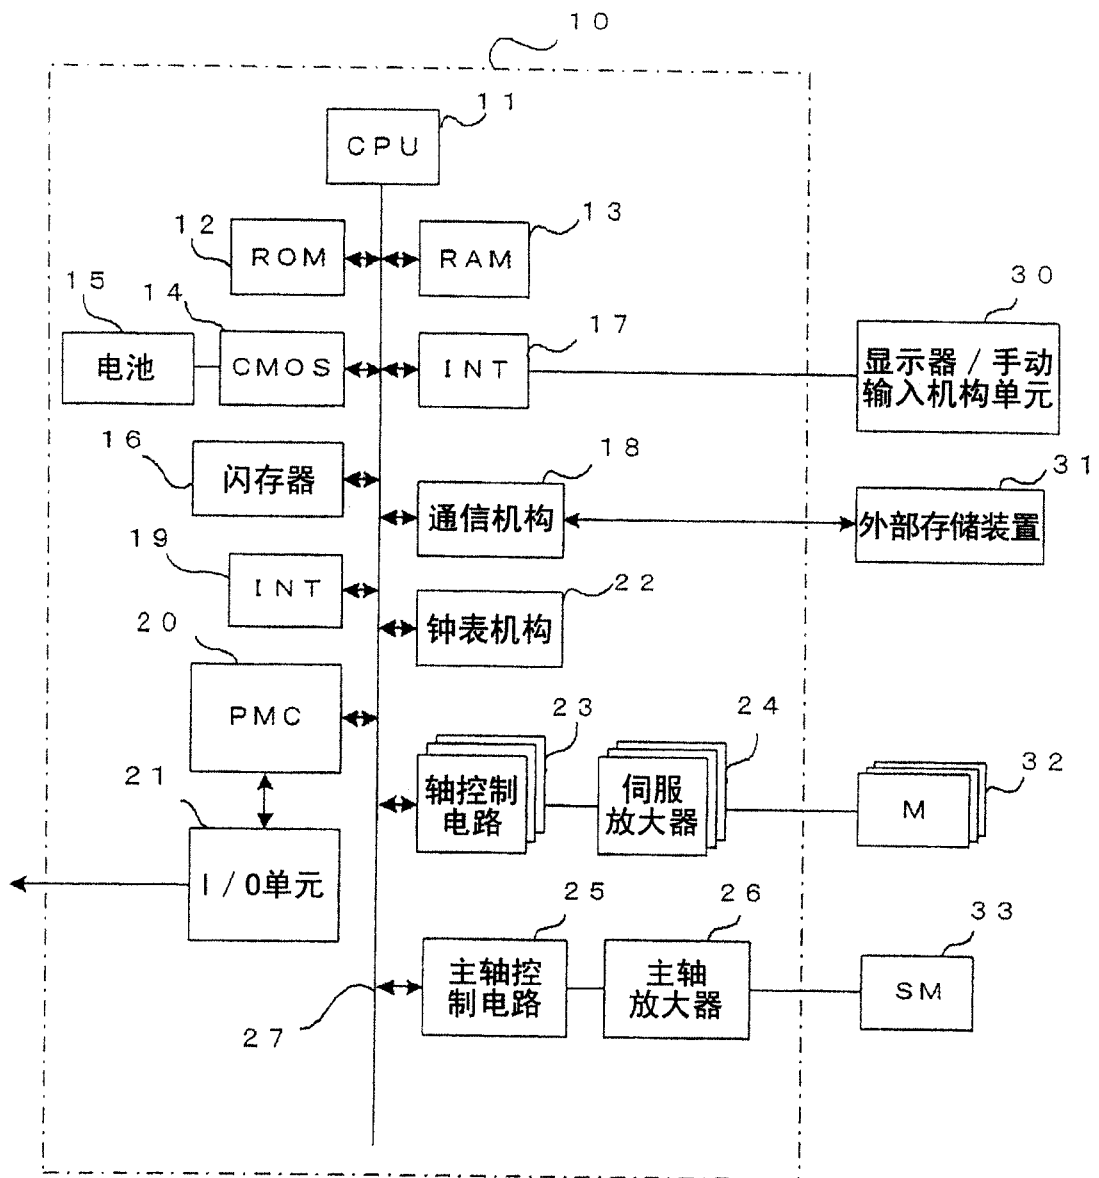 10
11
CPU
12
13
ROM
RAM
15
14
17
30
电池
CMOS
INT
显示器/手动
输入机构单元
16
18
31
闪存器
通信机构
外部存储装置
19
22
INT
钟表机构
20
23
24
32
PMC
轴控制
电路
伺服
放大器
M
21
I/O单元
25
26
33
主轴控
制电路
主轴
放大器
SM
27